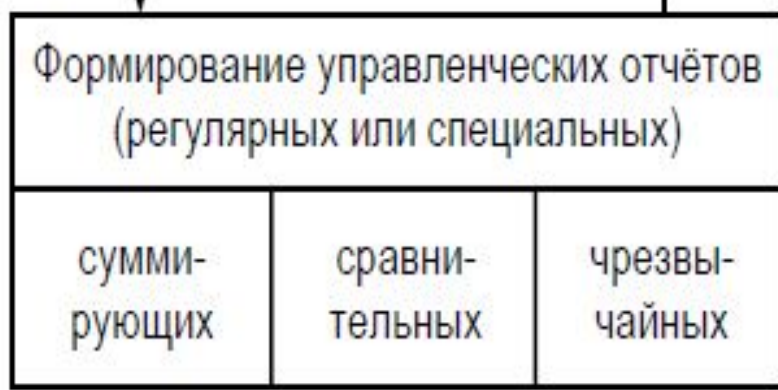 Формирование управленческих отчётов
(регулярных или специальных)
сумми-
рующих
сравни-
тельных
чрезвы-
чайных